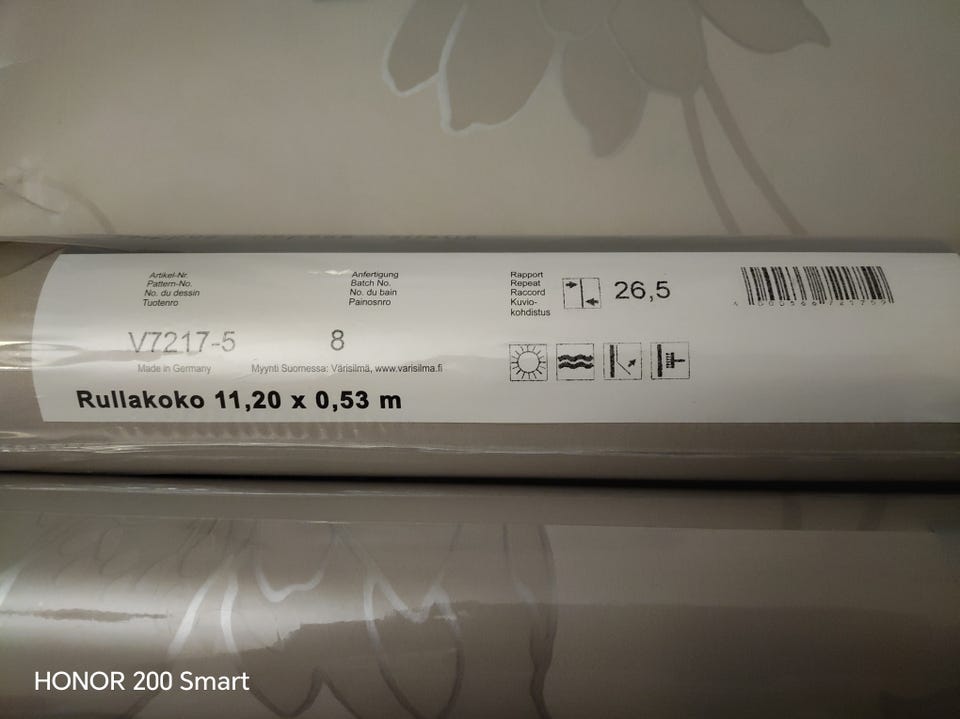 Artikel-Nr.
Pattern-No.
No. du dessin
Tuotenro
V7217-5
Made in Germany
Anfertigung
Batch No.
No. du bain
Painosnro
8
Myynti Suomessa: Värisilmä, www.varisilma.fi
Rullakoko 11,20 x 0,53 m
Rapport
Repeat
Raccord
Kuvio-
kohdistus
26,5
HONOR 200 Smart